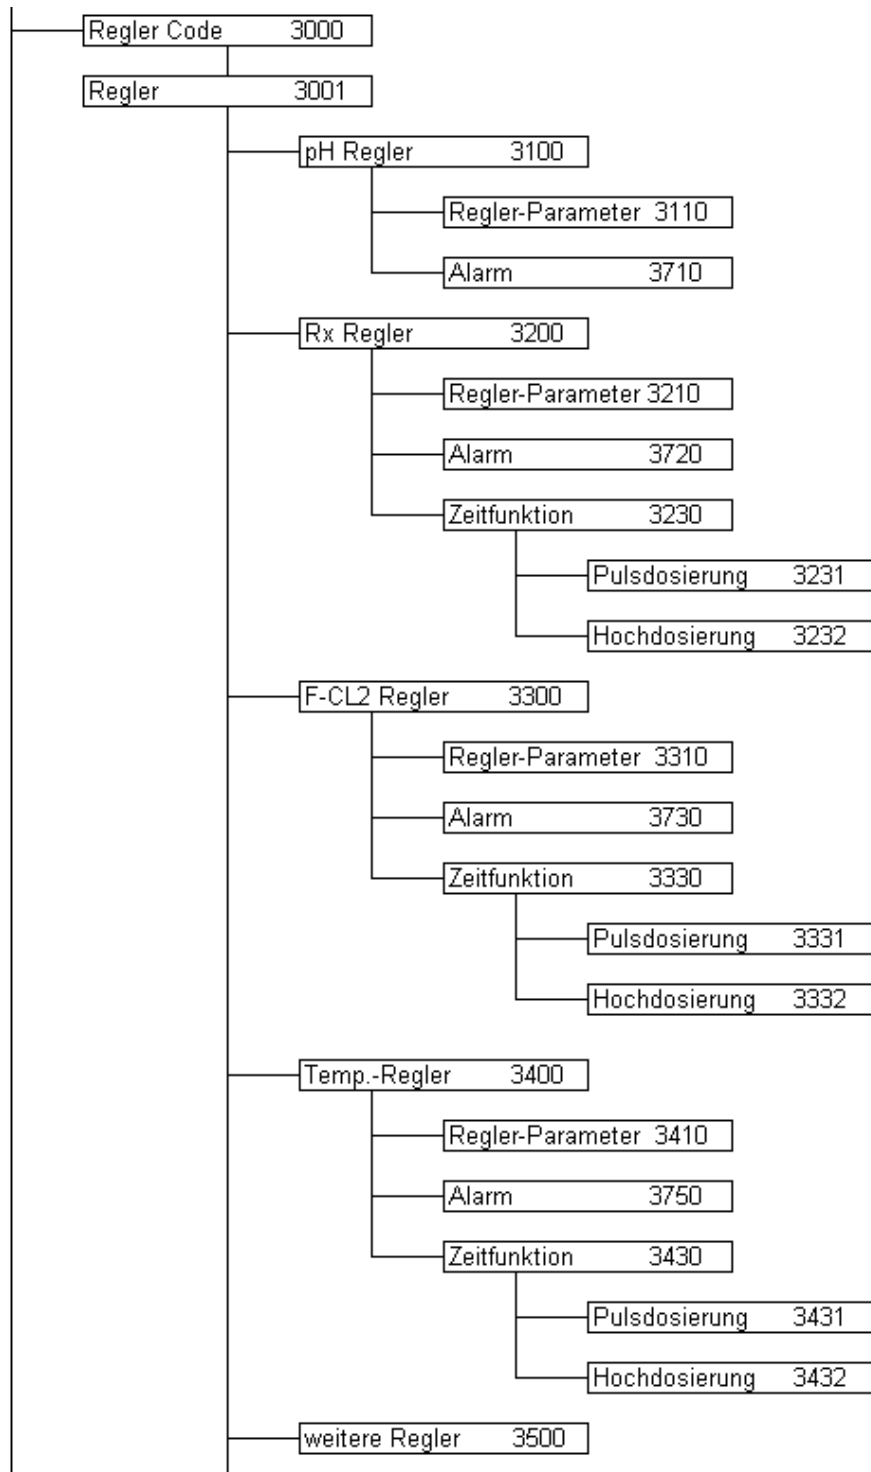 Regler Code 3000
Regler 3001
pH Regler 3100
Regler-Parameter 3110
Alarm 3710
Rx Regler 3200
Regler-Parameter 3210
Alarm 3720
Zeitfunktion 3230
Pulsdosierung 3231
Hochdosierung 3232
F-CL2 Regler 3300
Regler-Parameter 3310
Alarm 3730
Zeitfunktion 3330
Pulsdosierung 3331
Hochdosierung 3332
Temp.-Regler 3400
Regler-Parameter 3410
Alarm 3750
Zeitfunktion 3430
Pulsdosierung 3431
Hochdosierung 3432
weitere Regler 3500